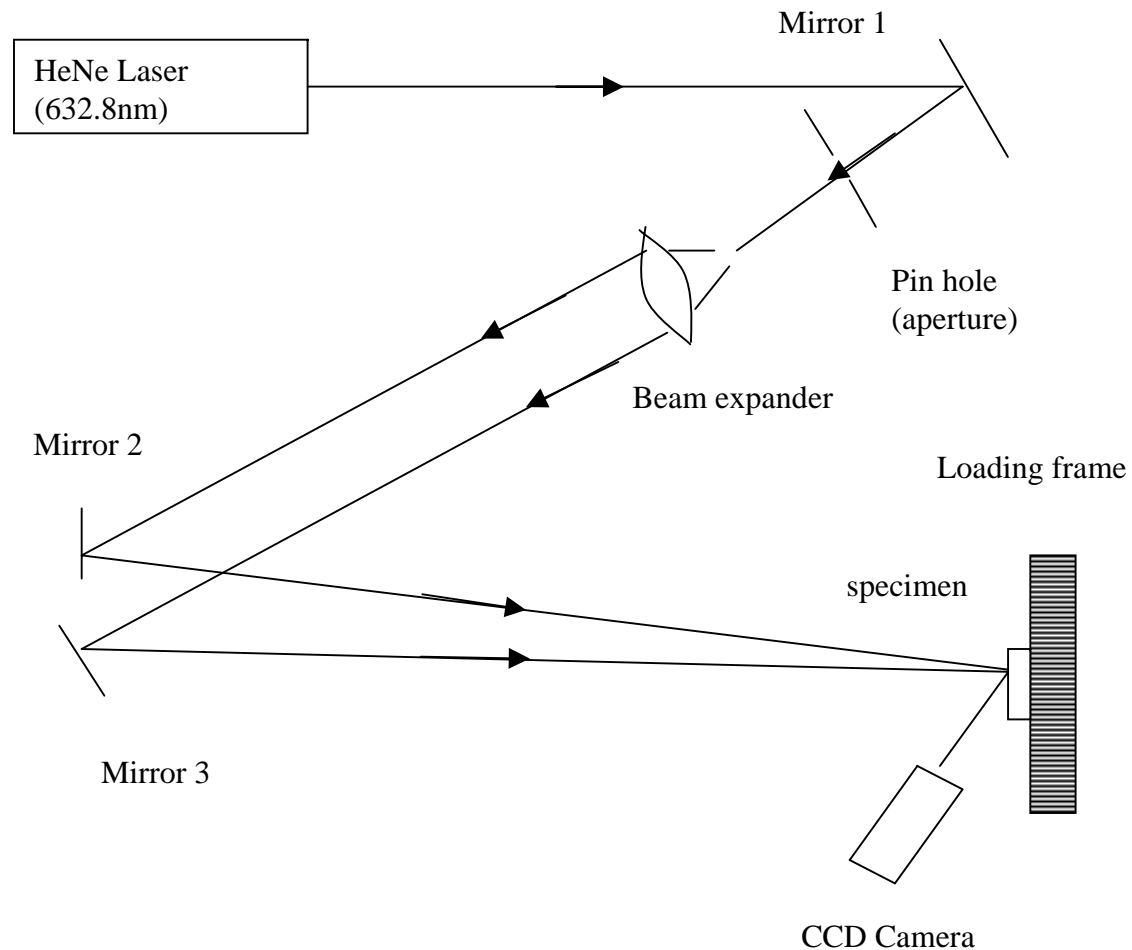 Mirror 1
HeNe Laser
(632.8nm)
Pin hole
(aperture)
Beam expander
Mirror 2
Loading frame
specimen
Mirror 3
CCD Camera